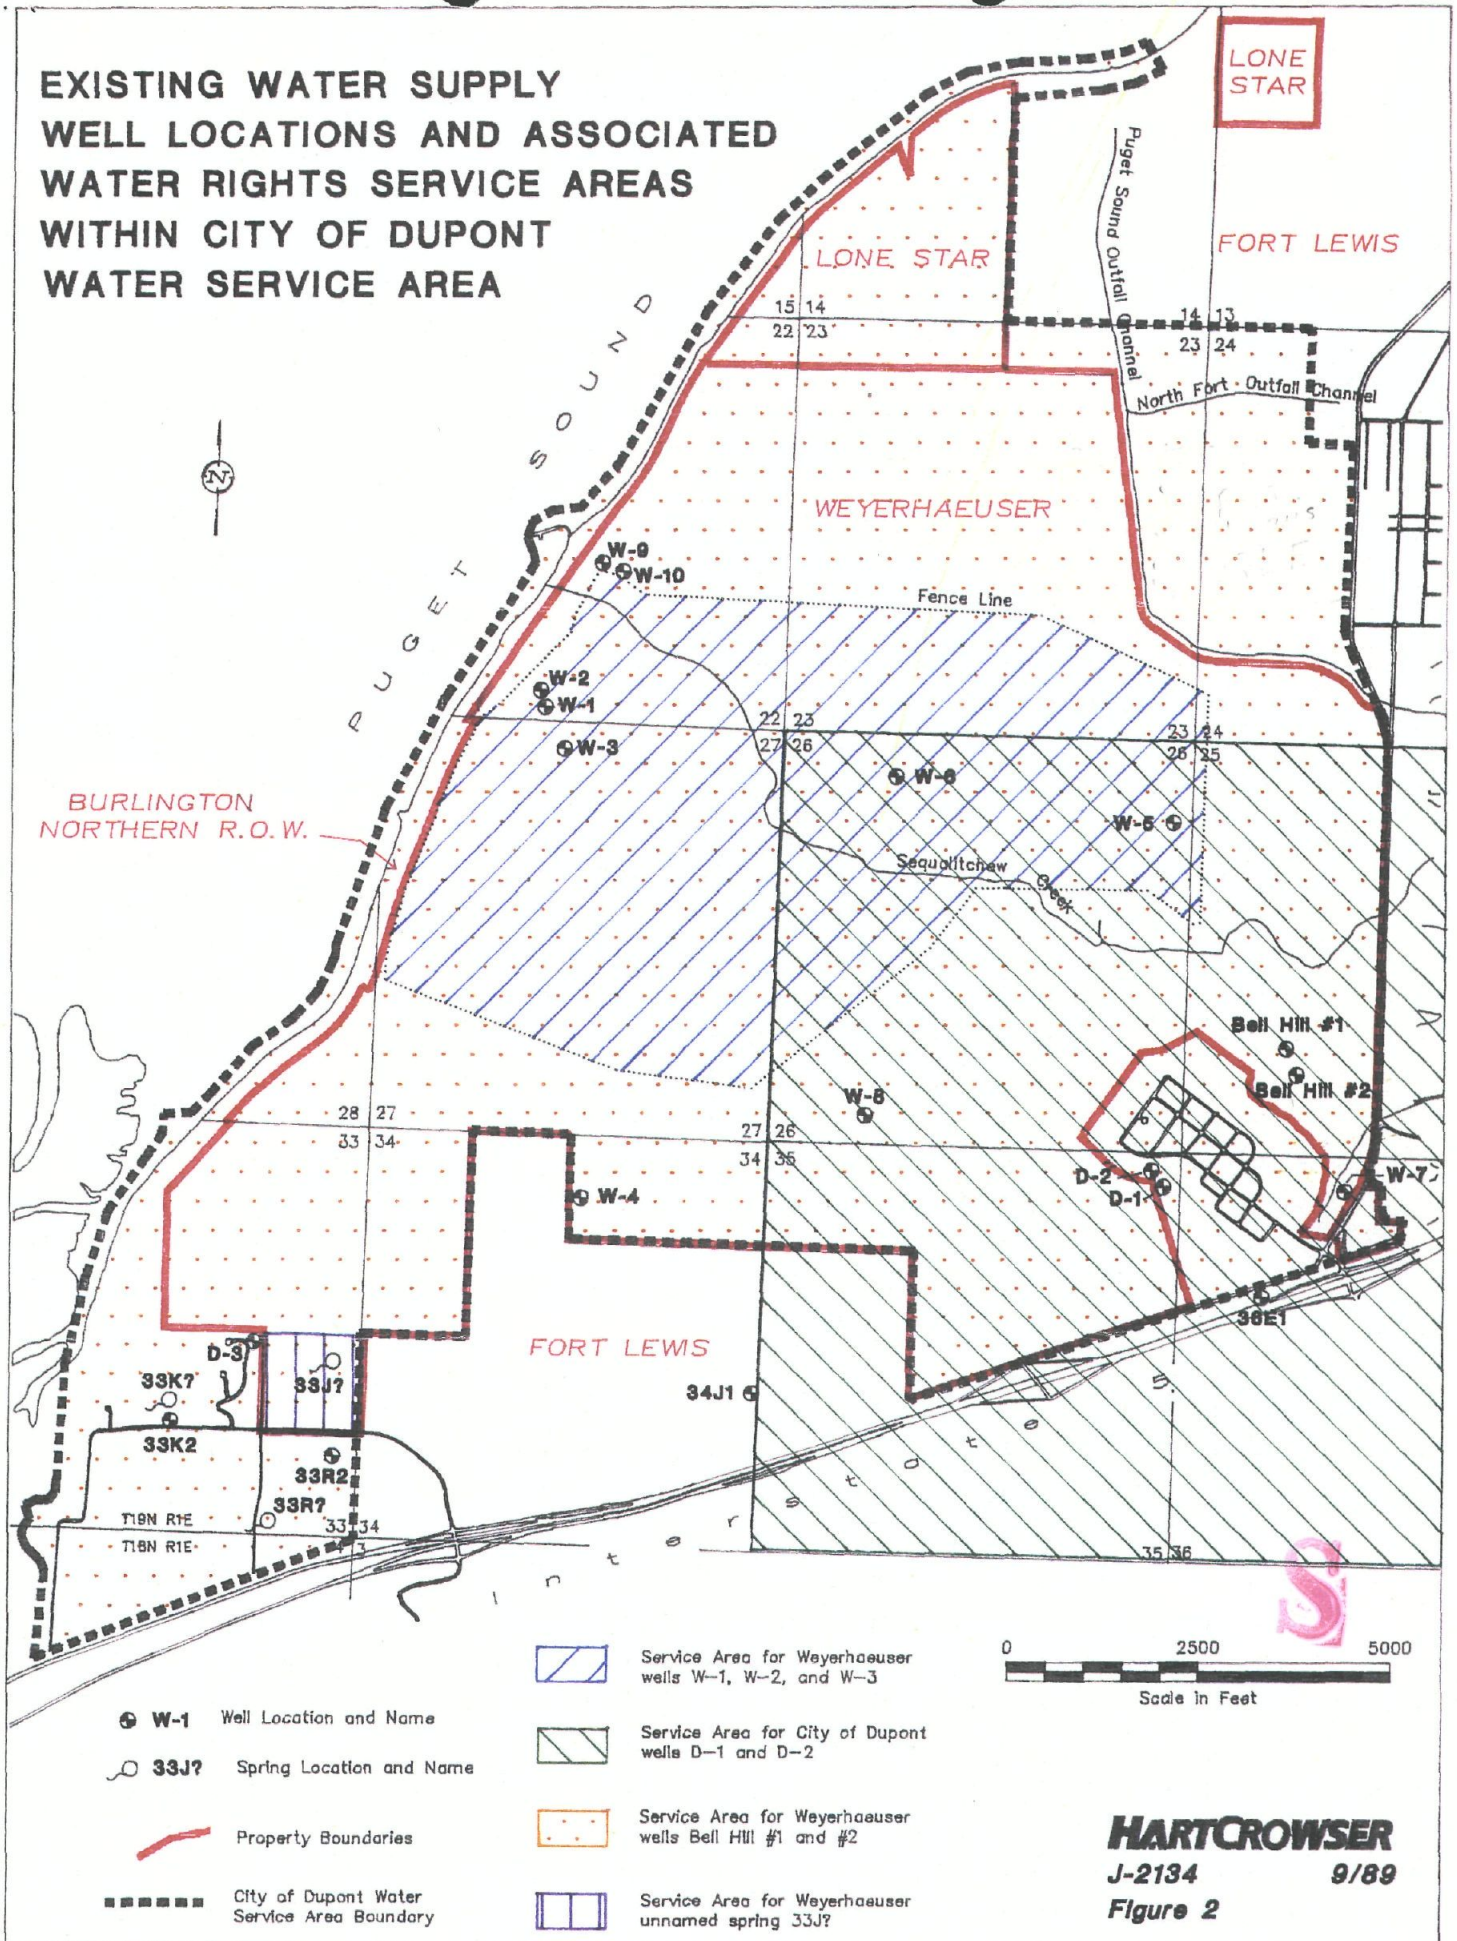 EXISTING WATER SUPPLY
WELL LOCATIONS AND ASSOCIATED
WATER RIGHTS SERVICE AREAS
WITHIN CITY OF DUPONT
WATER SERVICE AREA
LONE
STAR
Puget Sound Outfall Channel
FORT LEWIS
LONE STAR
15 14
22 23
14 13
23 24
North Fort Outfall Channel
PUGET SOUND
N
WEYERHAEUSER
W-9
W-10
Fence Line
W-2
W-1
W-3
22 23
27 26
23 24
26 25
W-6
W-5
BURLINGTON
NORTHERN R.O.W.
Sequalitchew
Creek
Bell Hill #1
Bell Hill #2
W-8
28 27
33 34
27 26
34 35
W-4
D-2
D-1
W-7
36E1
D-3
33J?
33K?
33K2
FORT LEWIS
34J1
33R2
33R?
T19N R1E
T18N R1E
33 34
4 3
Interstate 5
35 36
S
W-1 Well Location and Name
33J? Spring Location and Name
Property Boundaries
City of Dupont Water
Service Area Boundary
Service Area for Weyerhaeuser
wells W-1, W-2, and W-3
Service Area for City of Dupont
wells D-1 and D-2
Service Area for Weyerhaeuser
wells Bell Hill #1 and #2
Service Area for Weyerhaeuser
unnamed spring 33J?
0 2500 5000
Scale in Feet
HARTCROWSER
J-2134 9/89
Figure 2